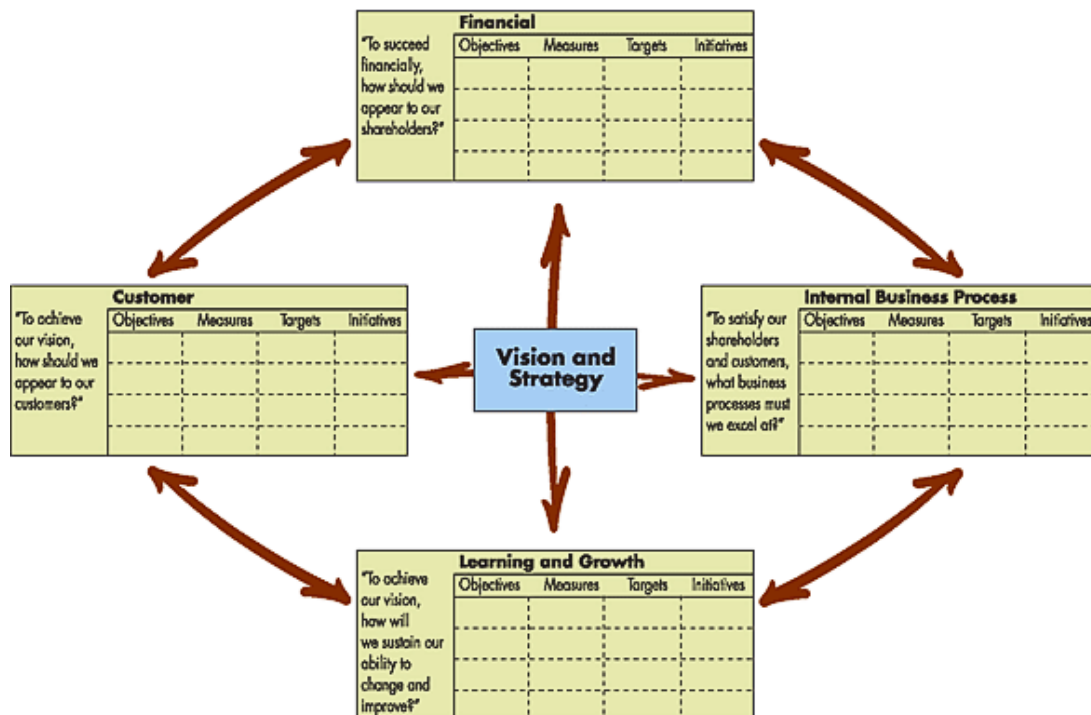 Financial
Objectives Measures Targets Initiatives
"To succeed
financially,
how should we
appear to our
shareholders?"
Customer
Objectives Measures Targets Initiatives
"To achieve
our vision,
how should we
appear to our
customers?"
Vision and
Strategy
Internal Business Process
Objectives Measures Targets Initiatives
"To satisfy our
shareholders
and customers,
what business
processes must
we excel at?"
Learning and Growth
Objectives Measures Targets Initiatives
"To achieve
our vision,
how will
we sustain our
ability to
change and
improve?"